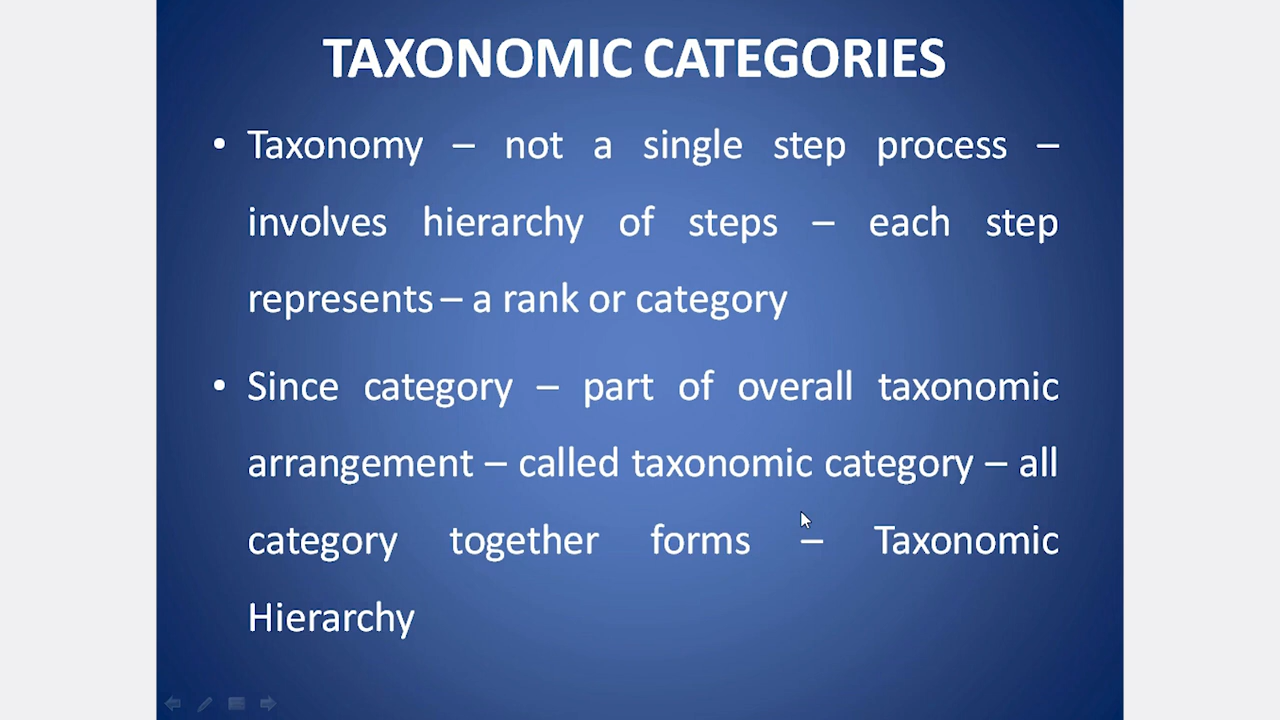 TAXONOMIC CATEGORIES
• Taxonomy – not a single step process –
involves hierarchy of steps – each step
represents – a rank or category
• Since category – part of overall taxonomic
arrangement – called taxonomic category – all
category together forms – Taxonomic
Hierarchy